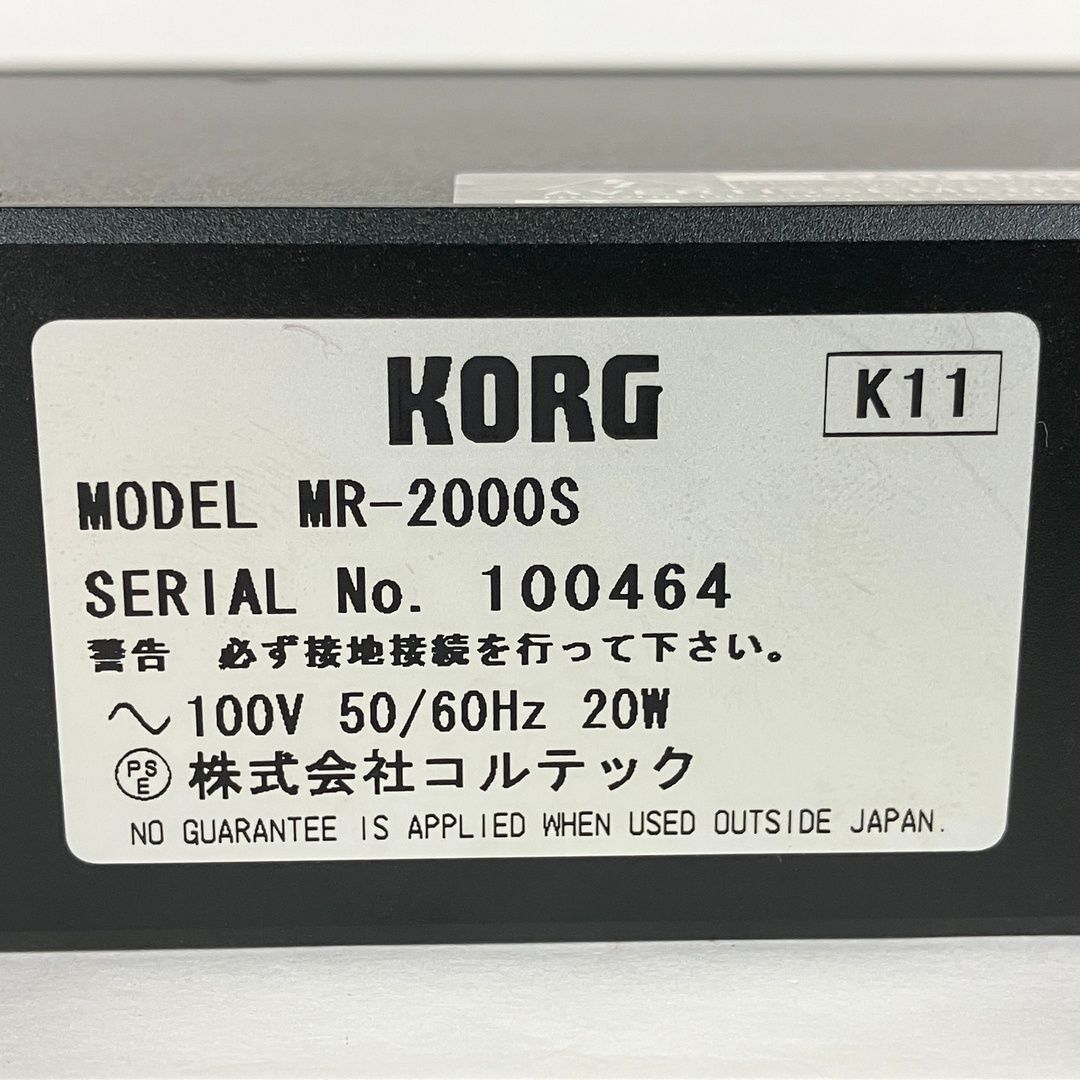 KORG
K11
MODEL MR-2000S
SERIAL No. 100464
警告 必ず接地接続を行って下さい。
〜100V 50/60Hz 20W
PSE 株式会社コルテック
NO GUARANTEE IS APPLIED WHEN USED OUTSIDE JAPAN.